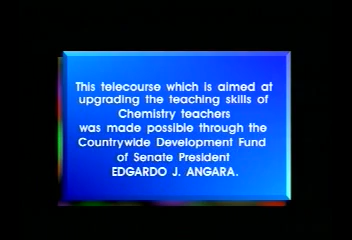 This telecourse which is aimed at
upgrading the teaching skills of
Chemistry teachers
was made possible through the
Countrywide Development Fund
of Senate President
EDGARDO J. ANGARA.